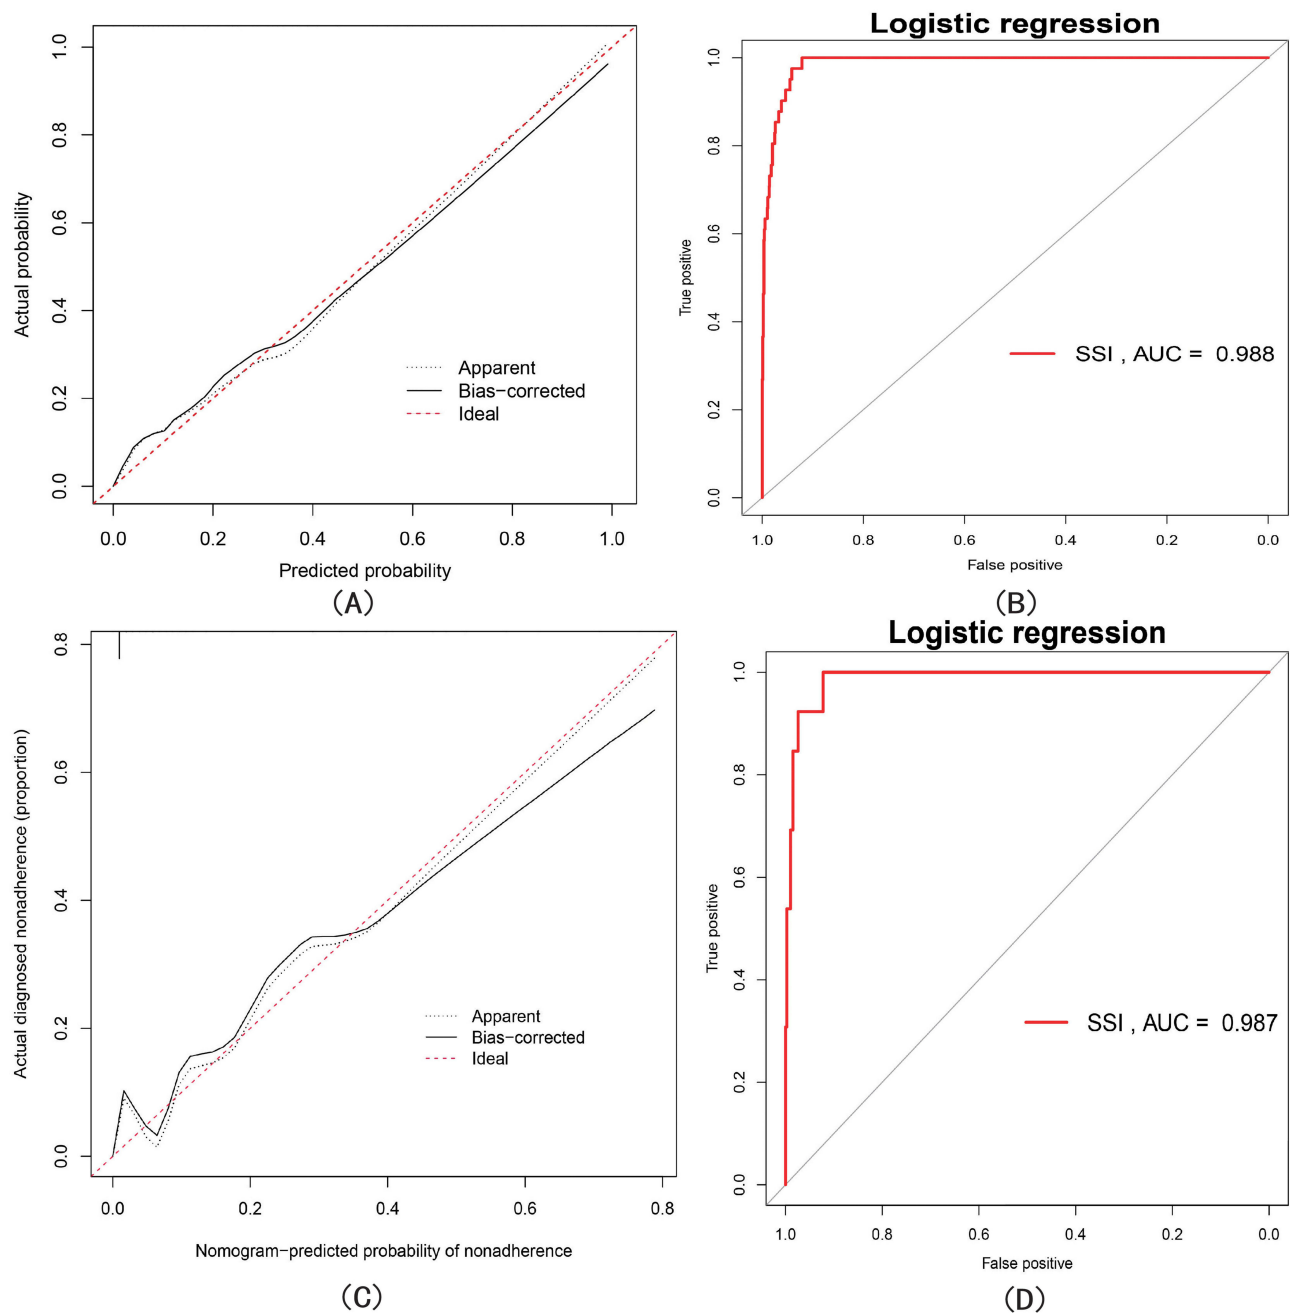 Actual probability
1.0
0.8
0.6
0.4
0.2
0.0
Apparent
Bias-corrected
Ideal
0.0 0.2 0.4 0.6 0.8 1.0
Predicted probability
(A)
Logistic regression
True positive
1.0
0.8
0.6
0.4
0.2
0.0
SSI , AUC = 0.988
1.0 0.8 0.6 0.4 0.2 0.0
False positive
(B)
Actual diagnosed nonadherence (proportion)
0.8
0.6
0.4
0.2
0.0
Apparent
Bias-corrected
Ideal
0.0 0.2 0.4 0.6 0.8
Nomogram-predicted probability of nonadherence
(C)
Logistic regression
True positive
1.0
0.8
0.6
0.4
0.2
0.0
SSI , AUC = 0.987
1.0 0.8 0.6 0.4 0.2 0.0
False positive
(D)